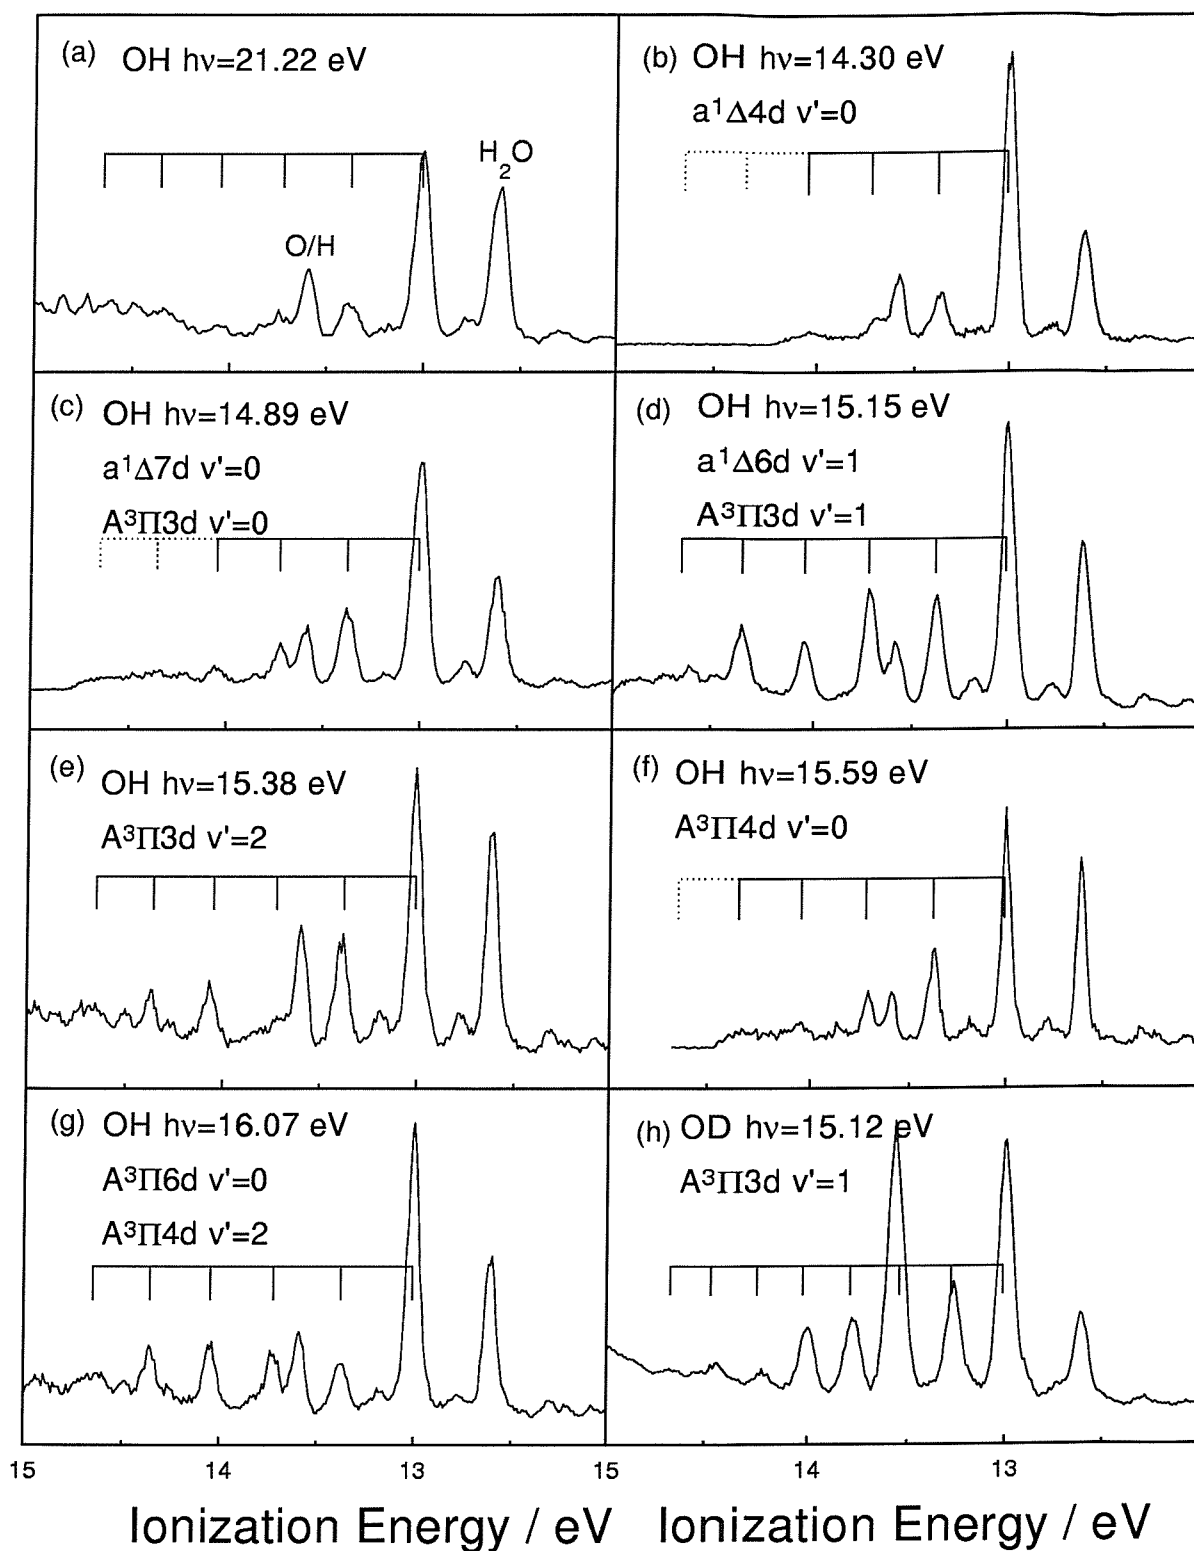 (a) OH hν=21.22 eV
H₂O
O/H
(b) OH hν=14.30 eV
a¹Δ4d v'=0
(c) OH hν=14.89 eV
a¹Δ7d v'=0
A³Π3d v'=0
(d) OH hν=15.15 eV
a¹Δ6d v'=1
A³Π3d v'=1
(e) OH hν=15.38 eV
A³Π3d v'=2
(f) OH hν=15.59 eV
A³Π4d v'=0
(g) OH hν=16.07 eV
A³Π6d v'=0
A³Π4d v'=2
(h) OD hν=15.12 eV
A³Π3d v'=1
15 14 13 15 14 13
Ionization Energy / eV Ionization Energy / eV